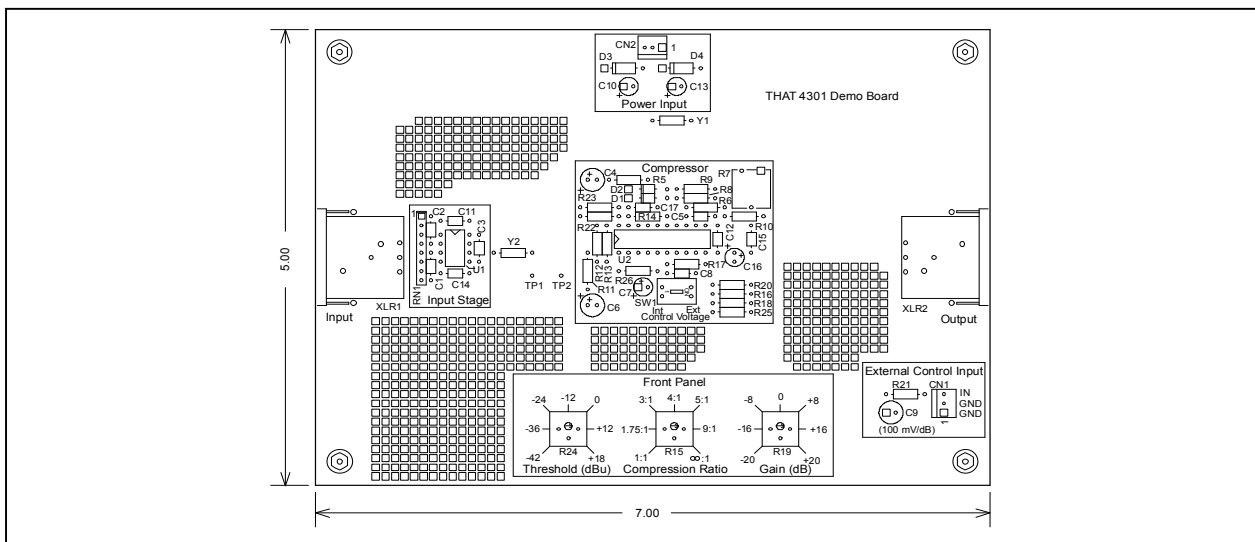 CN2
1
D3
D4
C10
C13
+
+
Power Input
THAT 4301 Demo Board
Y1
5.00
Compressor
C4
R5
R9
R7
D2
R8
D1
R6
+
R23
C17
R14
C5
R10
R22
C12
C15
+
U2
R17
C16
R12
R13
R26
C8
R11
C7
+
SW1
R20
R16
R18
R25
C6
+
Int
Ext
Control Voltage
1
C2
C11
C3
U1
C1
C14
RN1
Input Stage
Y2
TP1
TP2
XLR1
Input
XLR2
Output
Front Panel
-24
-12
0
-36
+12
-42
R24
+18
Threshold (dBu)
3:1
4:1
5:1
1.75:1
9:1
1:1
R15
∞:1
Compression Ratio
-8
0
+8
-16
+16
-20
R19
+20
Gain (dB)
External Control Input
R21
CN1
IN
GND
GND
C9
+
1
(100 mV/dB)
7.00